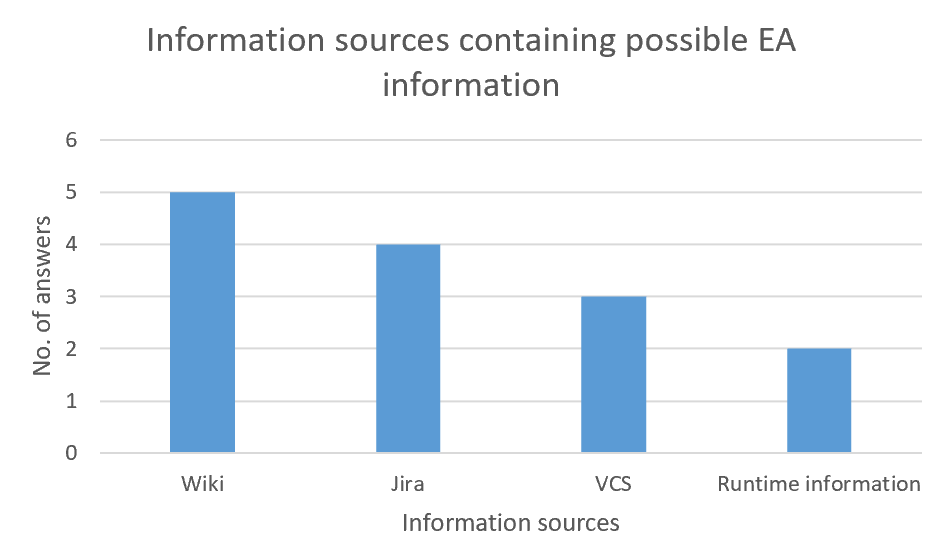 Information sources containing possible EA
information
6
5
4
3
2
1
0
No. of answers
Wiki
Jira
VCS
Runtime information
Information sources